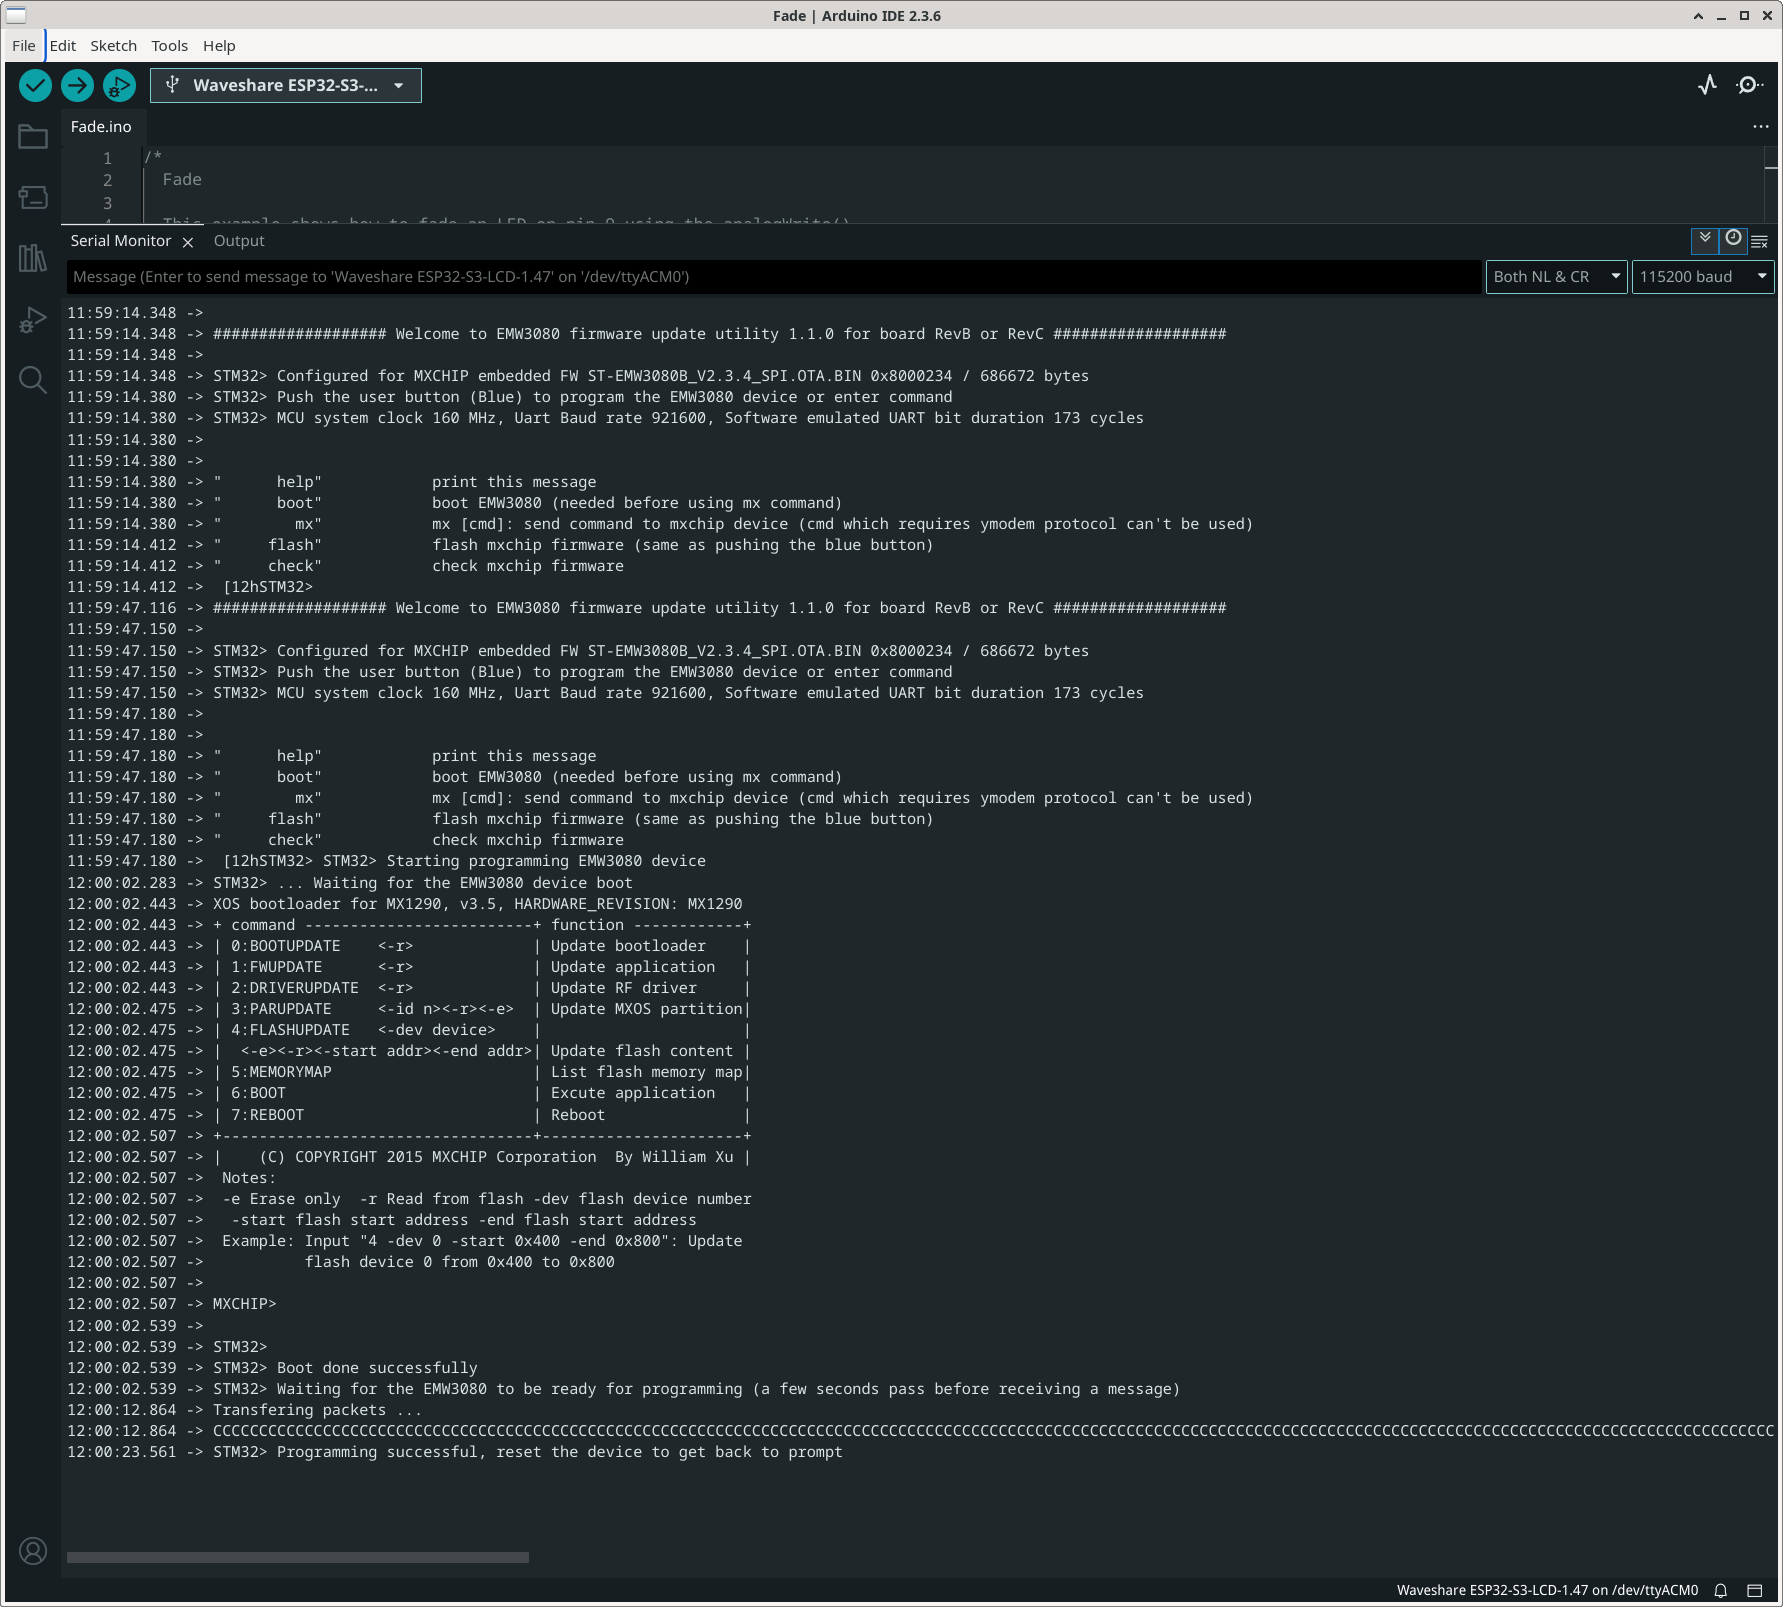 Fade | Arduino IDE 2.3.6
File Edit Sketch Tools Help
Waveshare ESP32-S3-...
Fade.ino
1 /*
2 Fade
3
4 This example shows how to fade an LED on pin 9 using the analogWrite()
Serial Monitor × Output
Message (Enter to send message to 'Waveshare ESP32-S3-LCD-1.47' on '/dev/ttyACM0')
Both NL & CR
115200 baud
11:59:14.348 ->
11:59:14.348 -> ################### Welcome to EMW3080 firmware update utility 1.1.0 for board RevB or RevC ###################
11:59:14.348 ->
11:59:14.348 -> STM32> Configured for MXCHIP embedded FW ST-EMW3080B_V2.3.4_SPI.OTA.BIN 0x8000234 / 686672 bytes
11:59:14.380 -> STM32> Push the user button (Blue) to program the EMW3080 device or enter command
11:59:14.380 -> STM32> MCU system clock 160 MHz, Uart Baud rate 921600, Software emulated UART bit duration 173 cycles
11:59:14.380 ->
11:59:14.380 ->
11:59:14.380 -> "      help"            print this message
11:59:14.380 -> "      boot"            boot EMW3080 (needed before using mx command)
11:59:14.380 -> "        mx"            mx [cmd]: send command to mxchip device (cmd which requires ymodem protocol can't be used)
11:59:14.412 -> "     flash"            flash mxchip firmware (same as pushing the blue button)
11:59:14.412 -> "     check"            check mxchip firmware
11:59:14.412 ->  [12hSTM32>
11:59:47.116 -> ################### Welcome to EMW3080 firmware update utility 1.1.0 for board RevB or RevC ###################
11:59:47.150 ->
11:59:47.150 -> STM32> Configured for MXCHIP embedded FW ST-EMW3080B_V2.3.4_SPI.OTA.BIN 0x8000234 / 686672 bytes
11:59:47.150 -> STM32> Push the user button (Blue) to program the EMW3080 device or enter command
11:59:47.150 -> STM32> MCU system clock 160 MHz, Uart Baud rate 921600, Software emulated UART bit duration 173 cycles
11:59:47.180 ->
11:59:47.180 ->
11:59:47.180 -> "      help"            print this message
11:59:47.180 -> "      boot"            boot EMW3080 (needed before using mx command)
11:59:47.180 -> "        mx"            mx [cmd]: send command to mxchip device (cmd which requires ymodem protocol can't be used)
11:59:47.180 -> "     flash"            flash mxchip firmware (same as pushing the blue button)
11:59:47.180 -> "     check"            check mxchip firmware
11:59:47.180 ->  [12hSTM32> STM32> Starting programming EMW3080 device
12:00:02.283 -> STM32> ... Waiting for the EMW3080 device boot
12:00:02.443 -> XOS bootloader for MX1290, v3.5, HARDWARE_REVISION: MX1290
12:00:02.443 -> + command -------------------------+ function ------------+
12:00:02.443 -> | 0:BOOTUPDATE    <-r>             | Update bootloader    |
12:00:02.443 -> | 1:FWUPDATE      <-r>             | Update application   |
12:00:02.443 -> | 2:DRIVERUPDATE  <-r>             | Update RF driver     |
12:00:02.475 -> | 3:PARUPDATE     <-id n><-r><-e>  | Update MXOS partition|
12:00:02.475 -> | 4:FLASHUPDATE   <-dev device>    |                      |
12:00:02.475 -> |  <-e><-r><-start addr><-end addr>| Update flash content |
12:00:02.475 -> | 5:MEMORYMAP                      | List flash memory map|
12:00:02.475 -> | 6:BOOT                           | Excute application   |
12:00:02.475 -> | 7:REBOOT                         | Reboot               |
12:00:02.507 -> +----------------------------------+----------------------+
12:00:02.507 -> |    (C) COPYRIGHT 2015 MXCHIP Corporation  By William Xu |
12:00:02.507 ->  Notes:
12:00:02.507 ->  -e Erase only  -r Read from flash -dev flash device number
12:00:02.507 ->   -start flash start address -end flash start address
12:00:02.507 ->  Example: Input "4 -dev 0 -start 0x400 -end 0x800": Update
12:00:02.507 ->           flash device 0 from 0x400 to 0x800
12:00:02.507 ->
12:00:02.507 -> MXCHIP>
12:00:02.539 ->
12:00:02.539 -> STM32>
12:00:02.539 -> STM32> Boot done successfully
12:00:02.539 -> STM32> Waiting for the EMW3080 to be ready for programming (a few seconds pass before receiving a message)
12:00:12.864 -> Transfering packets ...
12:00:12.864 -> CCCCCCCCCCCCCCCCCCCCCCCCCCCCCCCCCCCCCCCCCCCCCCCCCCCCCCCCCCCCCCCCCCCCCCCCCCCCCCCCCCCCCCCCCCCCCCCCCCCCCCCCCCCCCCCCCCCCCCCCCCCCCCCCCCCCCCCCCCCCCCCCCCCCCCCCCCCCCCCCCCCCCCCCCCC
12:00:23.561 -> STM32> Programming successful, reset the device to get back to prompt
Waveshare ESP32-S3-LCD-1.47 on /dev/ttyACM0